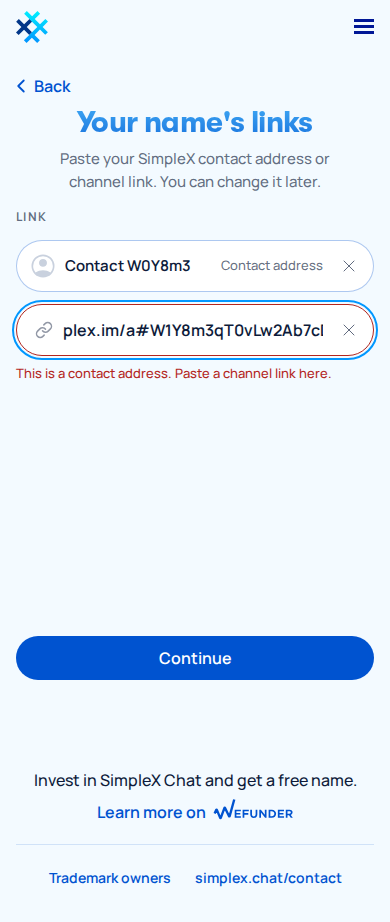 Back
Your name's links
Paste your SimpleX contact address or
channel link. You can change it later.
LINK
Contact W0Y8m3 Contact address
plex.im/a#W1Y8m3qT0vLw2Ab7cl
This is a contact address. Paste a channel link here.
Continue
Invest in SimpleX Chat and get a free name.
Learn more on WEFUNDER
Trademark owners simplex.chat/contact